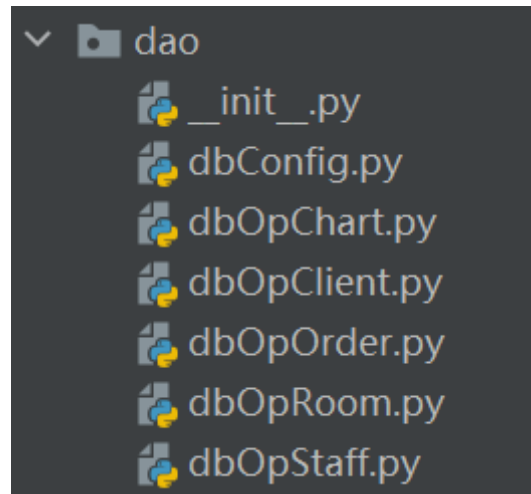 dao
__init__.py
dbConfig.py
dbOpChart.py
dbOpClient.py
dbOpOrder.py
dbOpRoom.py
dbOpStaff.py